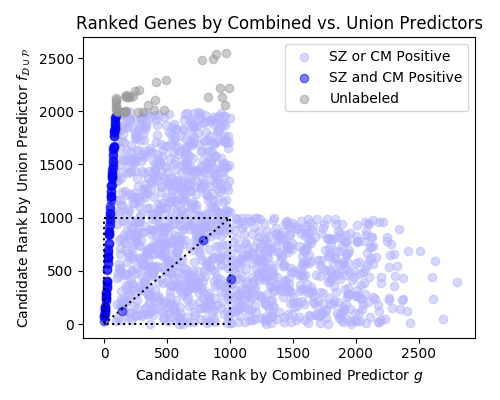 Ranked Genes by Combined vs. Union Predictors
SZ or CM Positive
SZ and CM Positive
Unlabeled
2500
2000
1500
1000
500
0
Candidate Rank by Union Predictor f_{D∪P}
0 500 1000 1500 2000 2500
Candidate Rank by Combined Predictor g